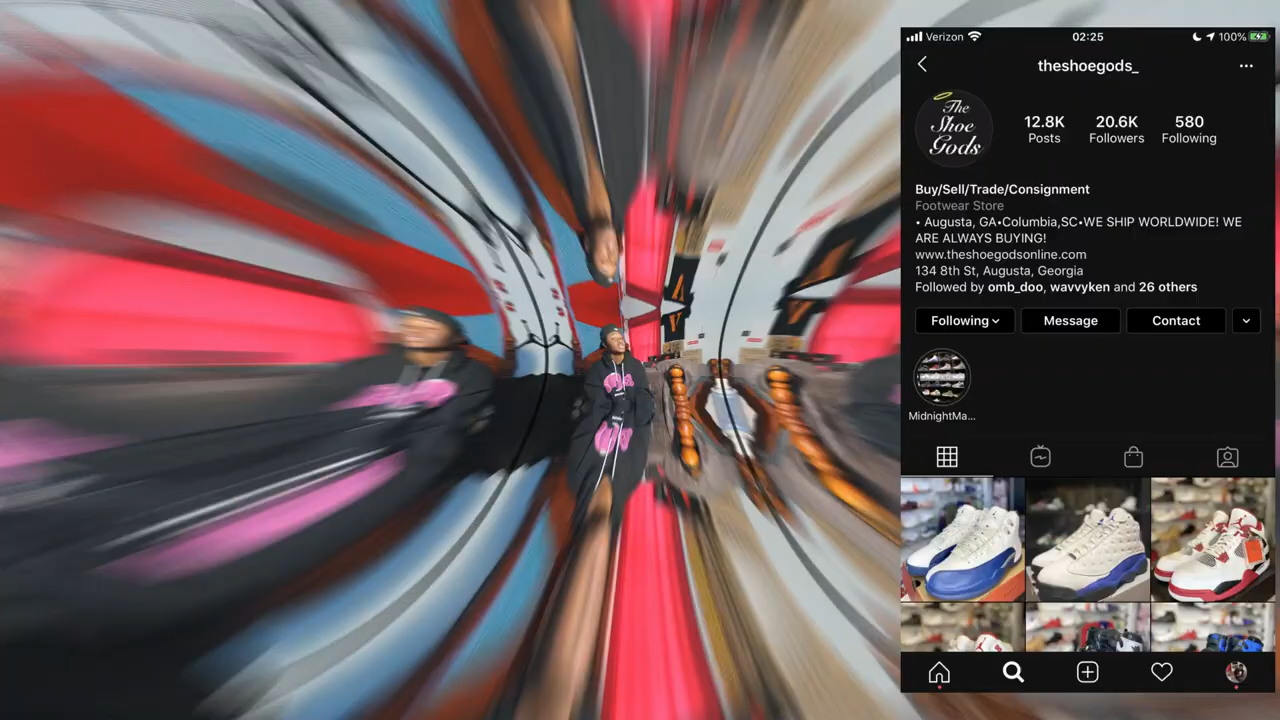 Verizon
02:25
100%
theshoegods_
The
Shoe
Gods
12.8K
Posts
20.6K
Followers
580
Following
Buy/Sell/Trade/Consignment
Footwear Store
• Augusta, GA•Columbia,SC•WE SHIP WORLDWIDE! WE
ARE ALWAYS BUYING!
www.theshoegodsonline.com
134 8th St, Augusta, Georgia
Followed by omb_doo, wavvyken and 26 others
Following
Message
Contact
MidnightMa...